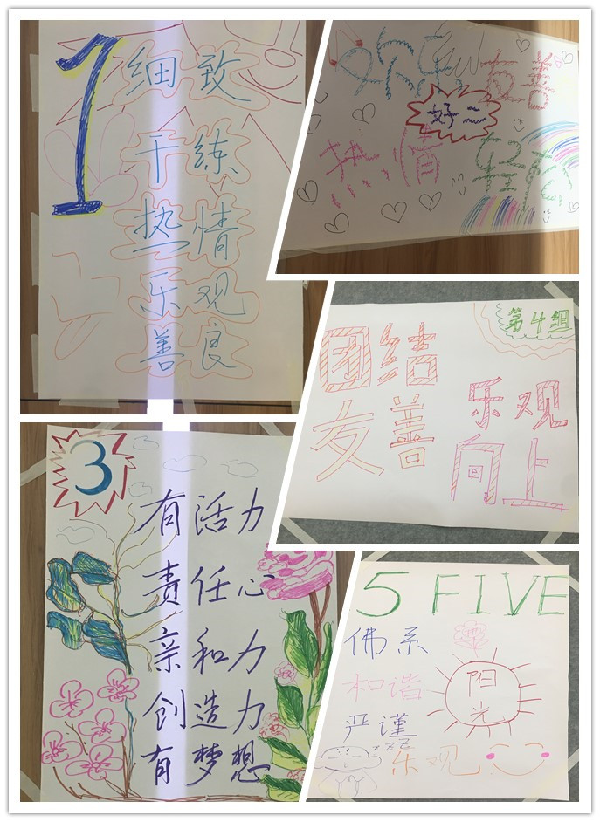 1
细致
干练
热情
乐观
善良
欢乐 友善
好二
热情 轻松
第4组
团结 乐观
友善 向上
3
有活力
责任心
亲和力
创造力
有梦想
5 FIVE
佛系
和谐
阳光
严谨
乐观